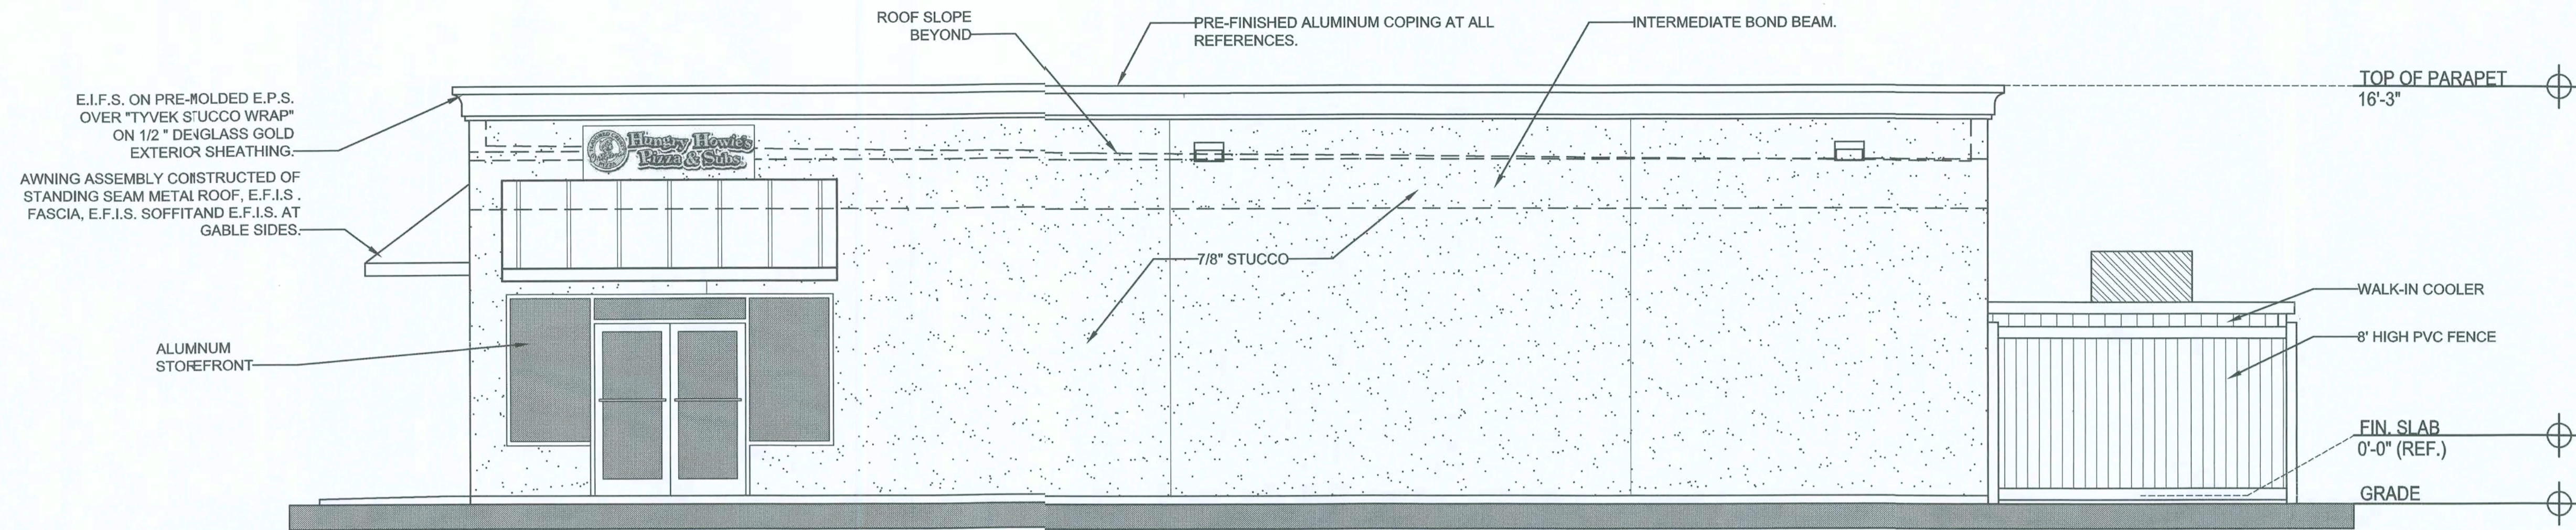 ROOF SLOPE
BEYOND
PRE-FINISHED ALUMINUM COPING AT ALL
REFERENCES.
INTERMEDIATE BOND BEAM.
TOP OF PARAPET
16'-3"
E.I.F.S. ON PRE-MOLDED E.P.S.
OVER "TYVEK STUCCO WRAP"
ON 1/2 " DENGLASS GOLD
EXTERIOR SHEATHING.
Hungry Howie's
Pizza & Subs
AWNING ASSEMBLY CONSTRUCTED OF
STANDING SEAM METAL ROOF, E.F.I.S .
FASCIA, E.F.I.S. SOFFITAND E.F.I.S. AT
GABLE SIDES.
7/8" STUCCO
WALK-IN COOLER
8' HIGH PVC FENCE
ALUMNUM
STOREFRONT
FIN. SLAB
0'-0" (REF.)
GRADE